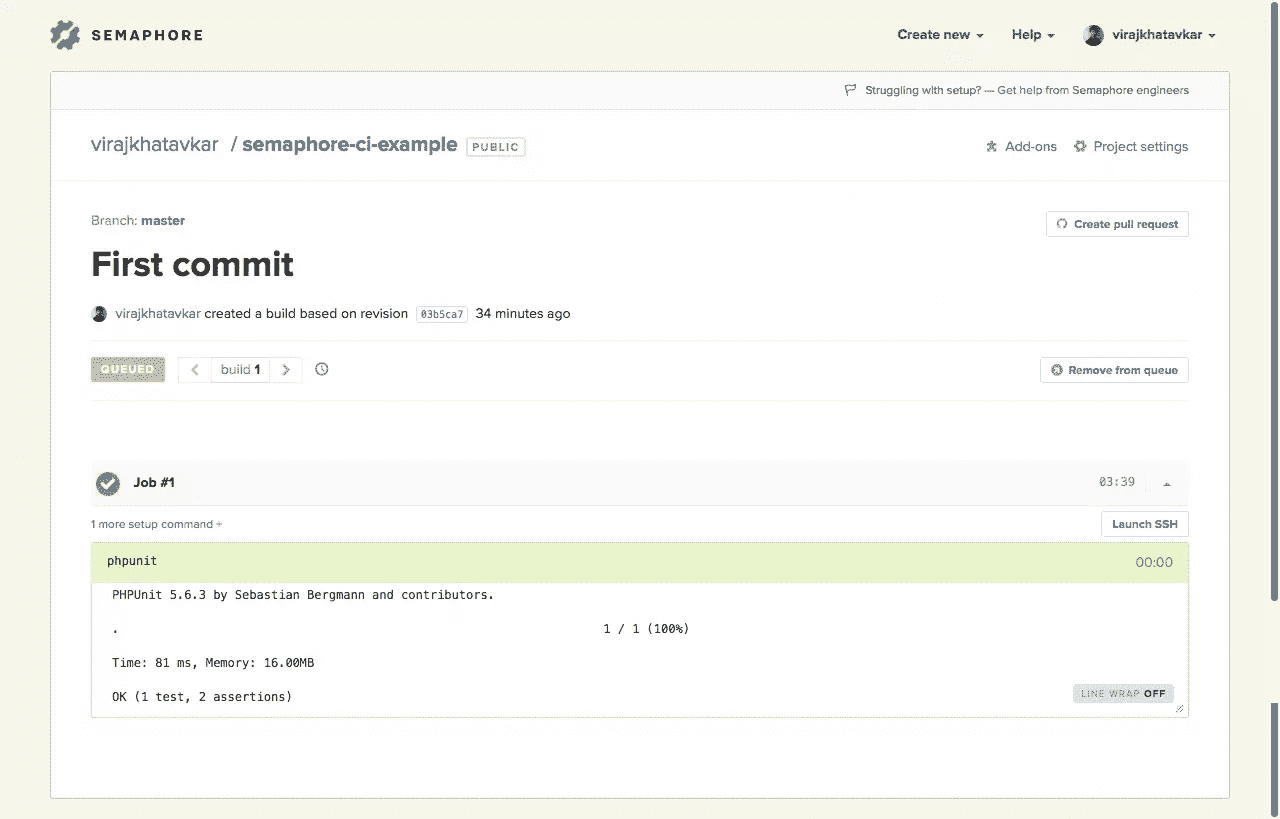 SEMAPHORE Create new Help virajkhatavkar
Struggling with setup? — Get help from Semaphore engineers
virajkhatavkar / semaphore-ci-example PUBLIC Add-ons Project settings
Branch: master Create pull request
First commit
virajkhatavkar created a build based on revision 03b5ca7 34 minutes ago
QUEUED build 1 Remove from queue
Job #1 03:39
1 more setup command + Launch SSH
phpunit 00:00
PHPUnit 5.6.3 by Sebastian Bergmann and contributors.
. 1 / 1 (100%)
Time: 81 ms, Memory: 16.00MB
OK (1 test, 2 assertions) LINE WRAP OFF